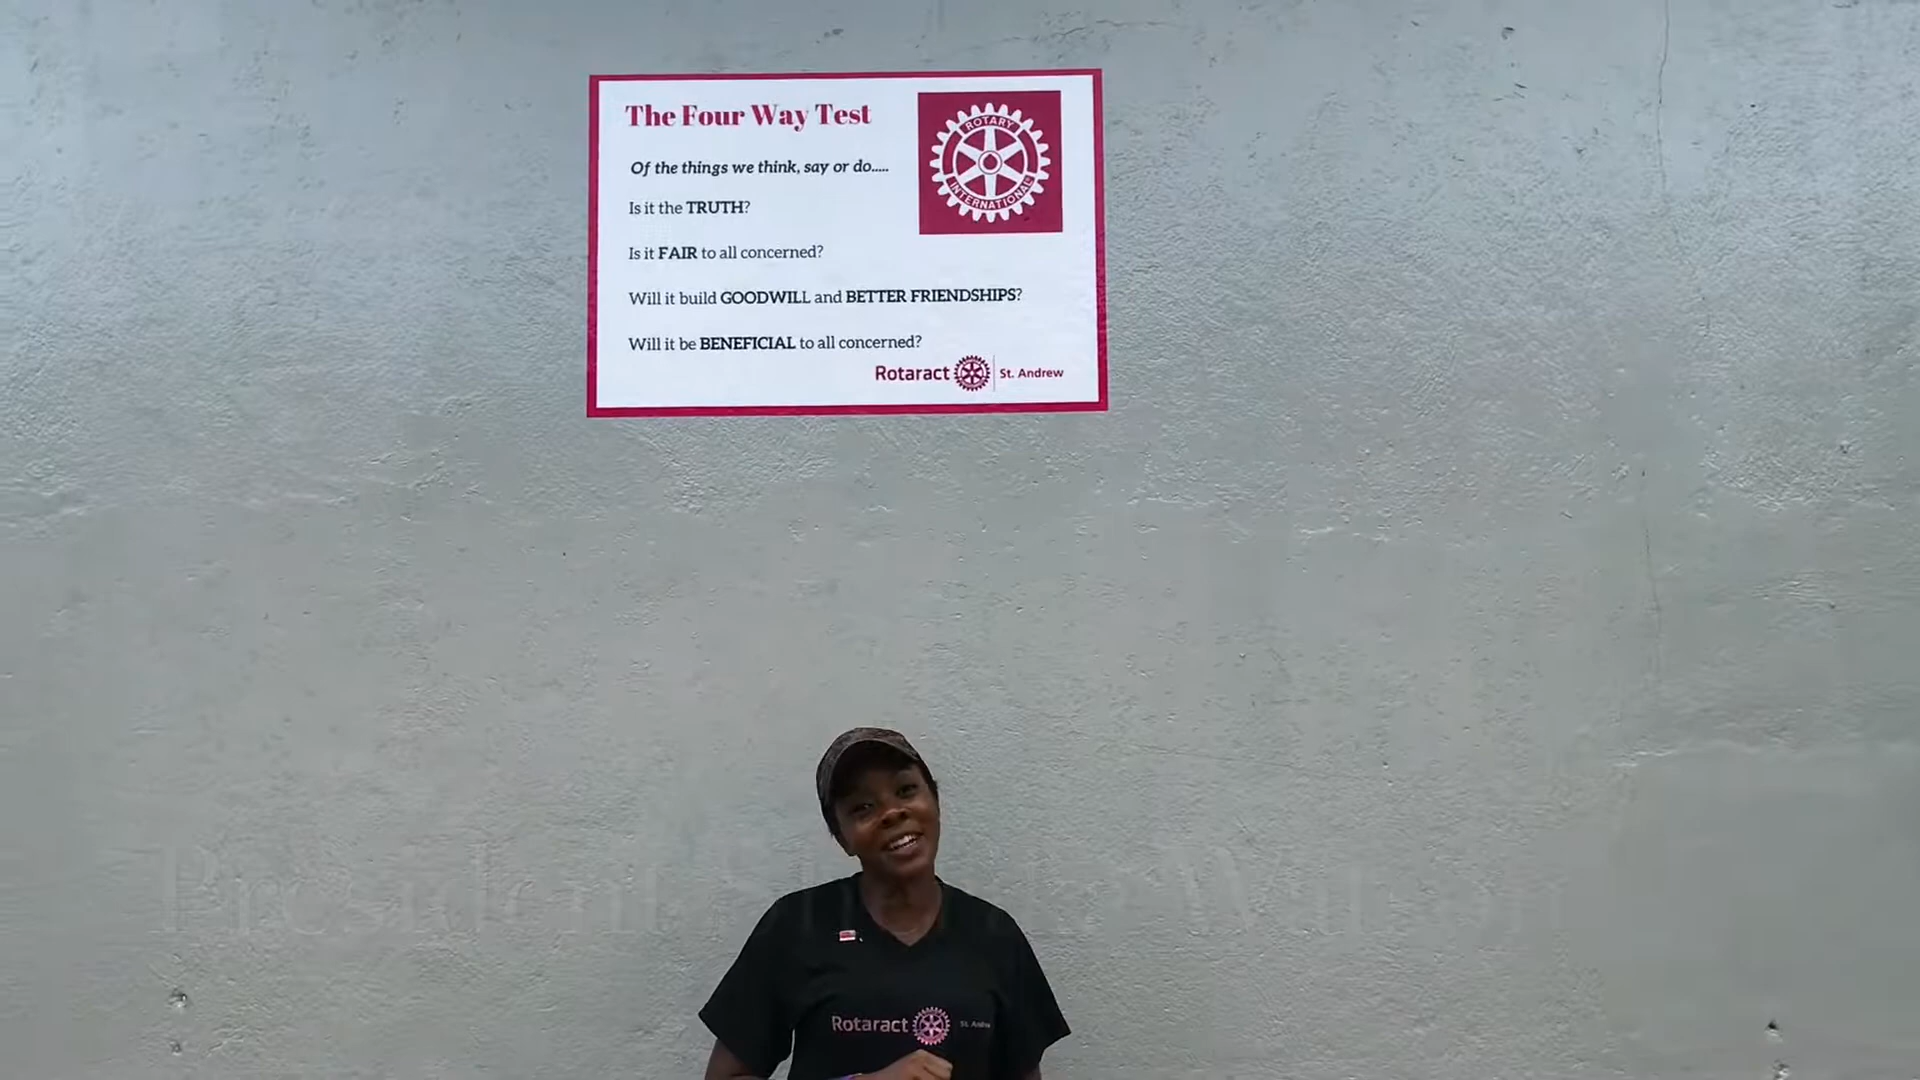 The Four Way Test
ROTARY
INTERNATIONAL
Of the things we think, say or do.....
Is it the TRUTH?
Is it FAIR to all concerned?
Will it build GOODWILL and BETTER FRIENDSHIPS?
Will it be BENEFICIAL to all concerned?
Rotaract St. Andrew
President Watson
Rotaract